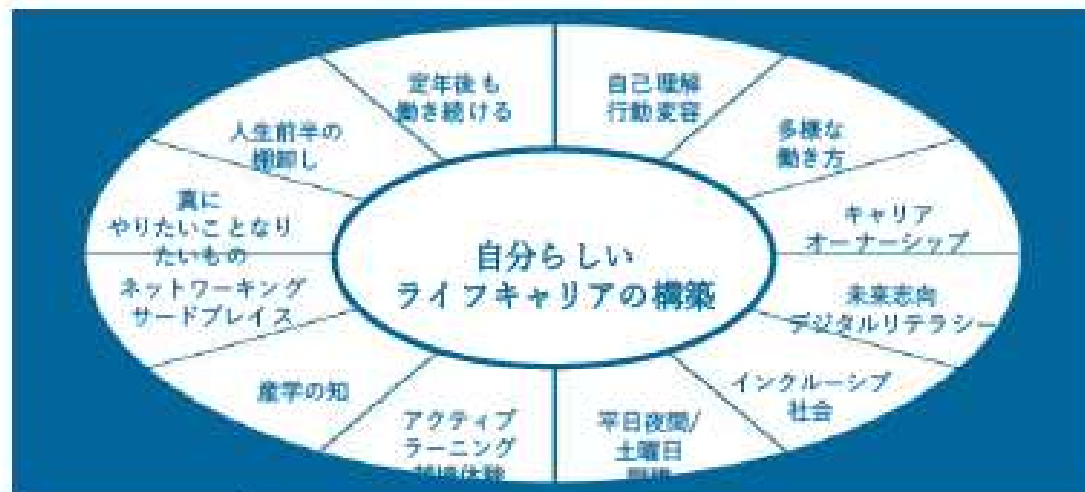 定年後も
働き続ける
自己理解
行動変容
人生前半の
棚卸し
多様な
働き方
真に
やりたいことなり
たいもの
キャリア
オーナーシップ
自分らしい
ライフキャリアの構築
ネットワーキング
サードプレイス
未来志向
デジタルリテラシー
産学の知
インクルーシブ
社会
アクティブ
ラーニング
平日夜間/
土曜日